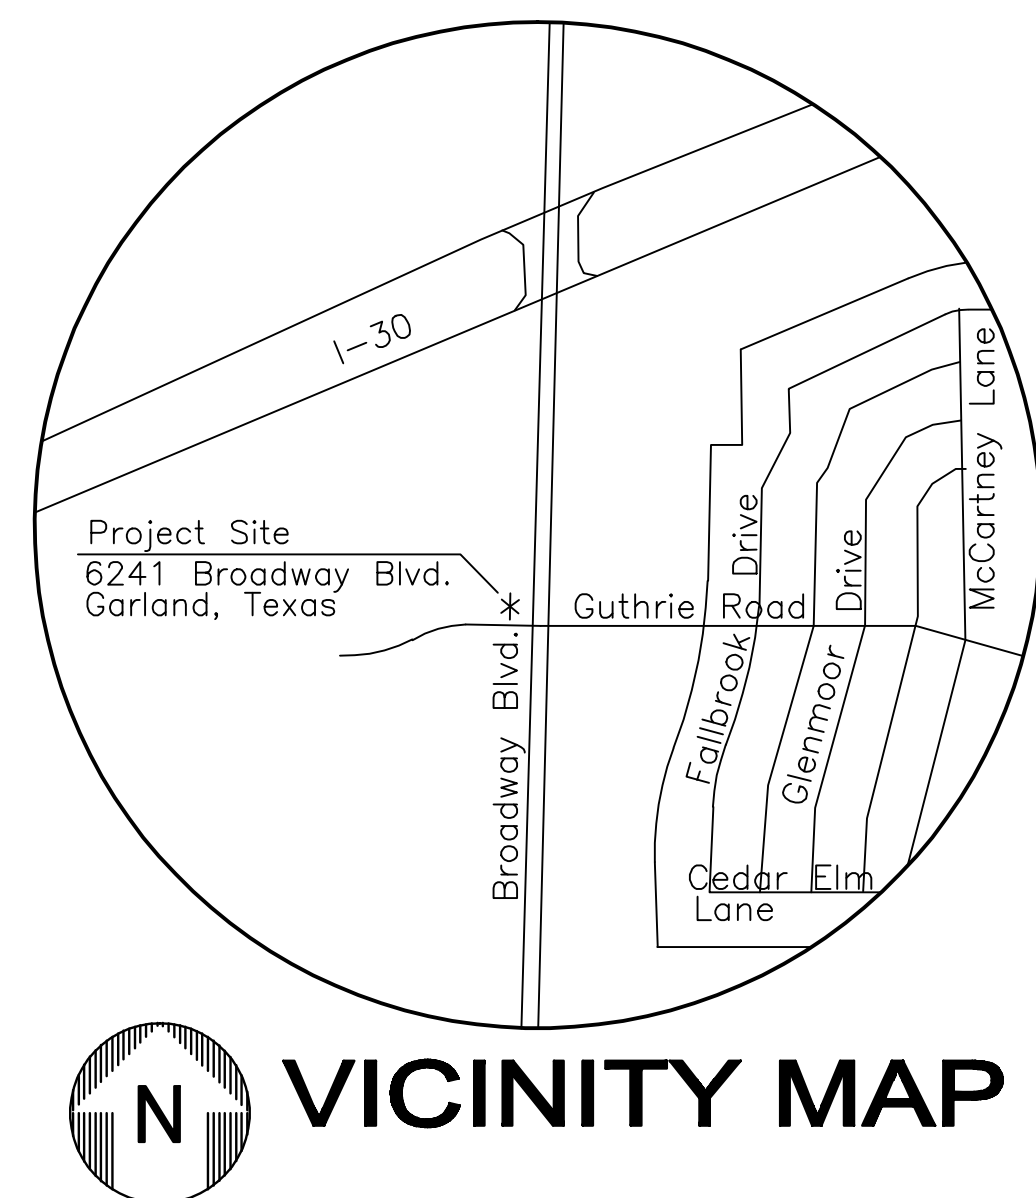 I-30
Project Site
6241 Broadway Blvd.
Garland, Texas
Guthrie Road
Broadway Blvd.
Fallbrook Drive
Glenmoor Drive
McCartney Lane
Cedar Elm
Lane
N
VICINITY MAP